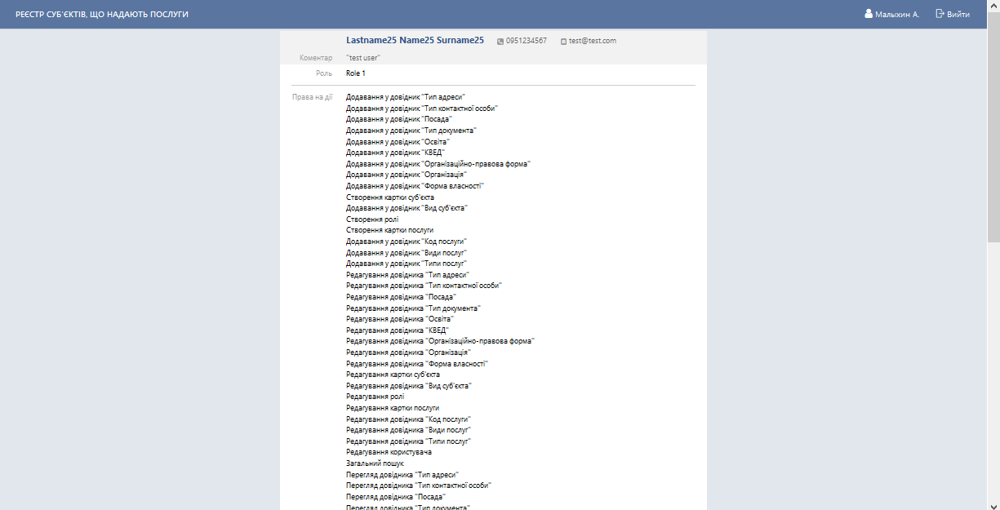 РЕЄСТР СУБ'ЄКТІВ, ЩО НАДАЮТЬ ПОСЛУГИ Малыхин А. Вийти
Lastname25 Name25 Surname25 0951234567 test@test.com
Коментар "test user"
Роль Role 1
Права на дії Додавання у довідник "Тип адреси"
Додавання у довідник "Тип контактної особи"
Додавання у довідник "Посада"
Додавання у довідник "Тип документа"
Додавання у довідник "Освіта"
Додавання у довідник "КВЕД"
Додавання у довідник "Організаційно-правова форма"
Додавання у довідник "Організація"
Додавання у довідник "Форма власності"
Створення картки суб'єкта
Додавання у довідник "Вид суб'єкта"
Створення ролі
Створення картки послуги
Додавання у довідник "Код послуги"
Додавання у довідник "Види послуг"
Додавання у довідник "Типи послуг"
Редагування довідника "Тип адреси"
Редагування довідника "Тип контактної особи"
Редагування довідника "Посада"
Редагування довідника "Тип документа"
Редагування довідника "Освіта"
Редагування довідника "КВЕД"
Редагування довідника "Організаційно-правова форма"
Редагування довідника "Організація"
Редагування довідника "Форма власності"
Редагування картки суб'єкта
Редагування довідника "Вид суб'єкта"
Редагування ролі
Редагування картки послуги
Редагування довідника "Код послуги"
Редагування довідника "Види послуг"
Редагування довідника "Типи послуг"
Редагування користувача
Загальний пошук
Перегляд довідника "Тип адреси"
Перегляд довідника "Тип контактної особи"
Перегляд довідника "Посада"
Перегляд довідника "Тип документа"